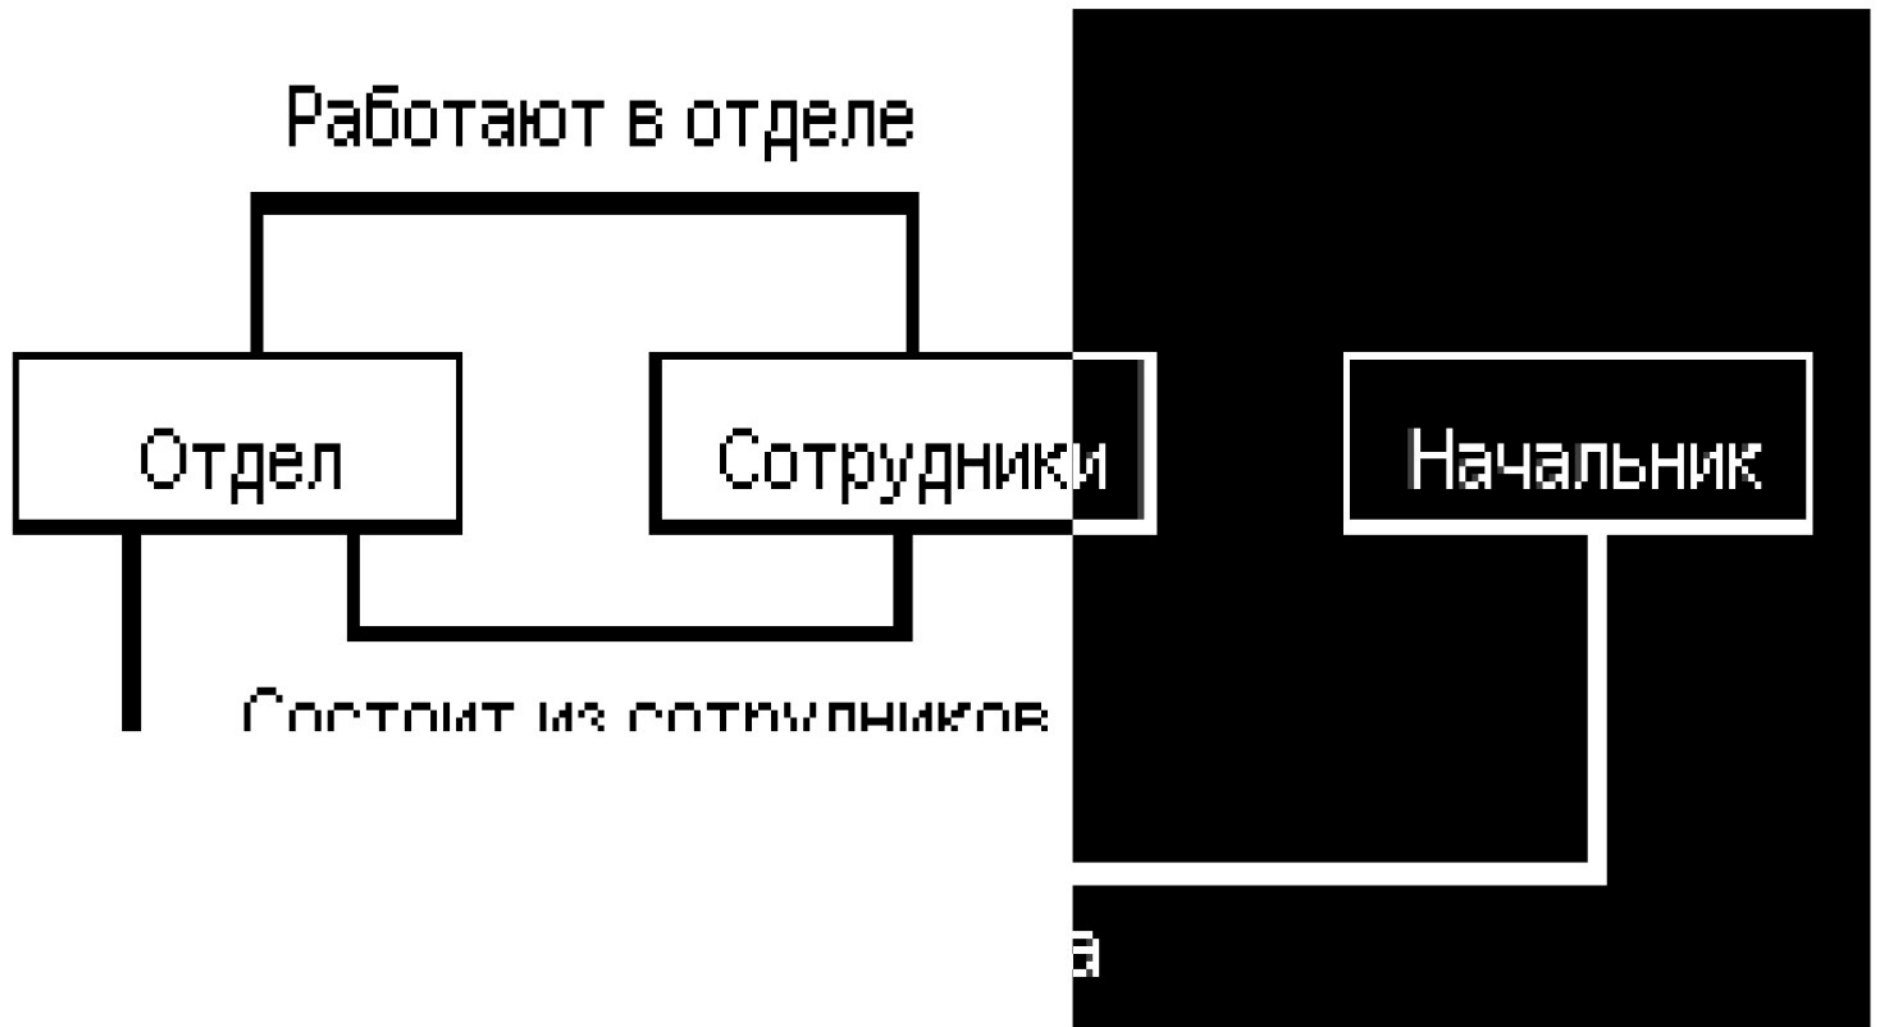 Работают в отделе
Отдел Сотрудники Начальник
Состоит из сотрудников